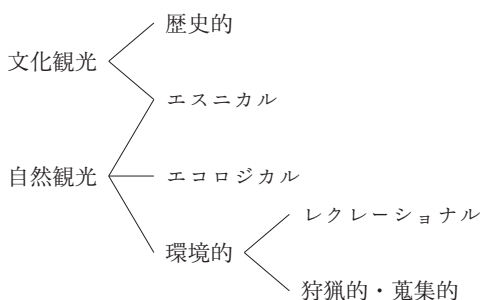 歴史的
文化観光
エスニカル
自然観光
エコロジカル
レクレーショナル
環境的
狩猟的・蒐集的